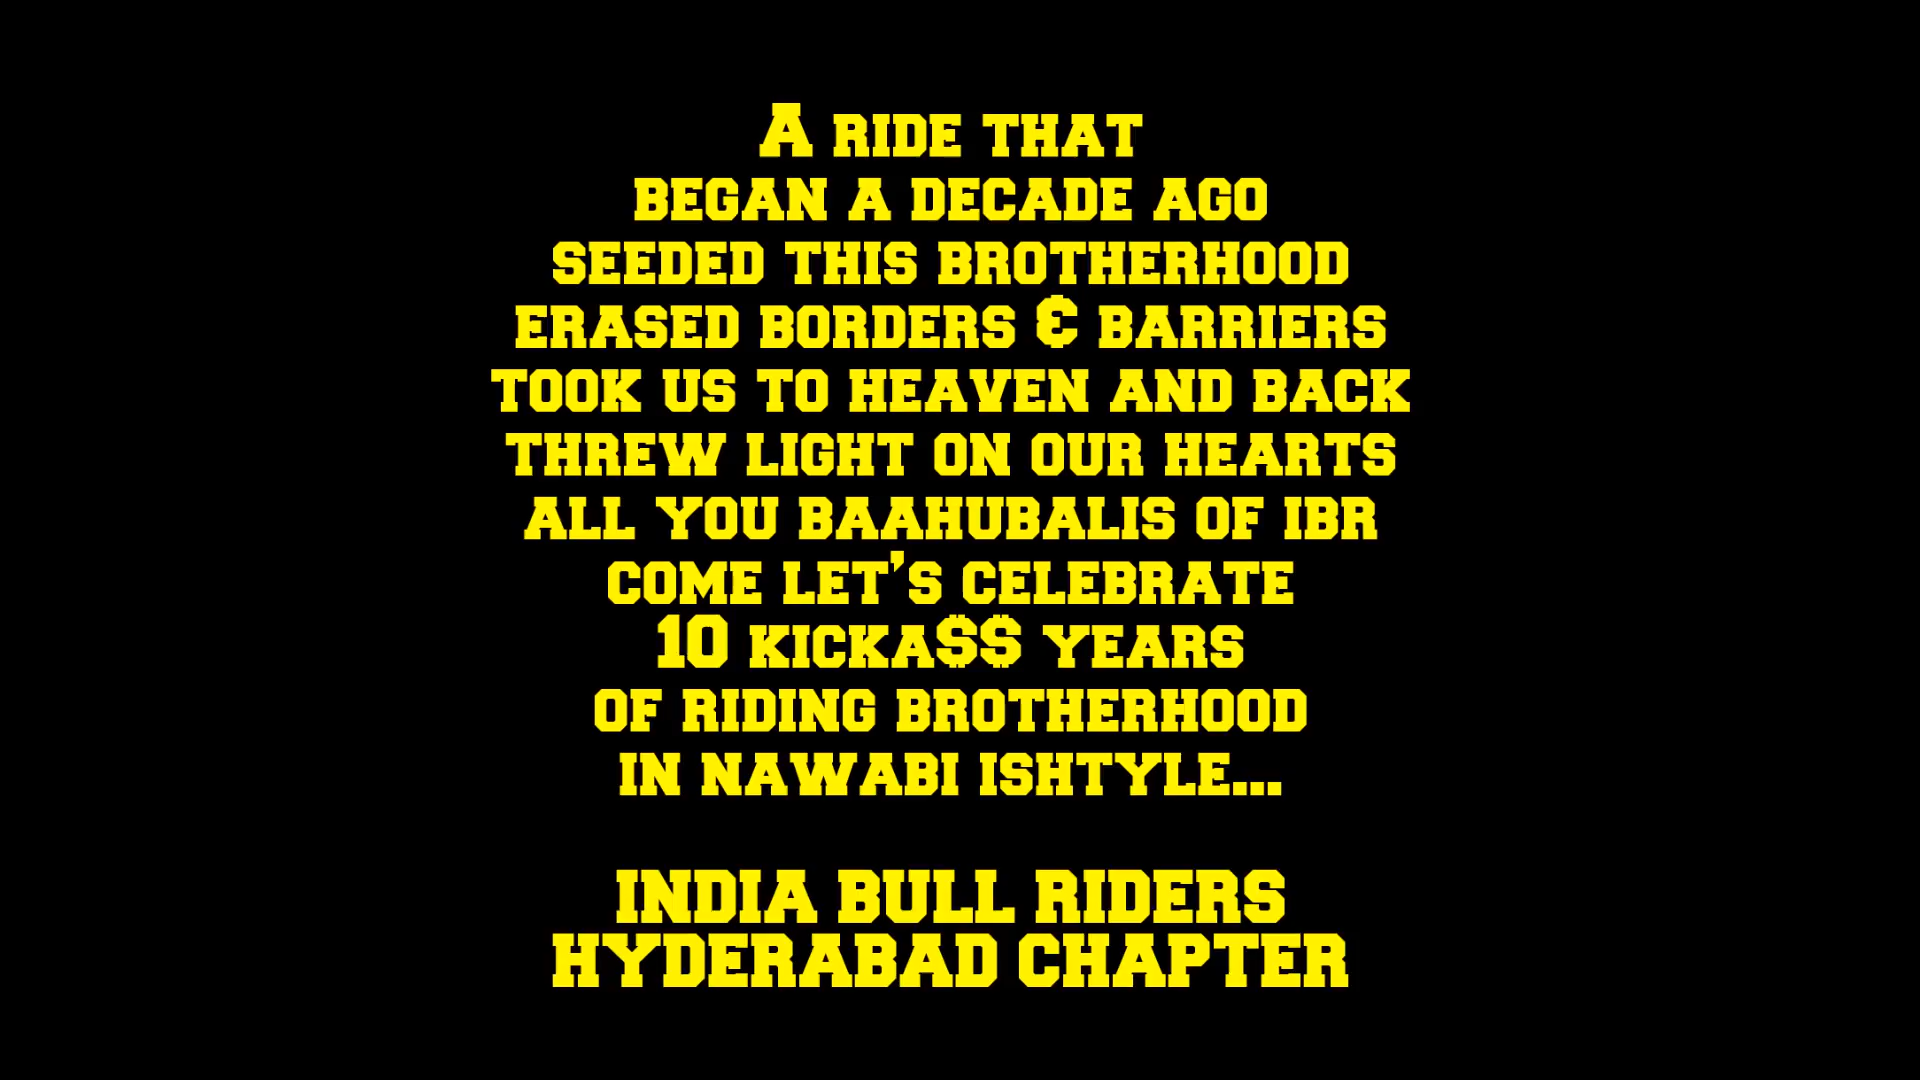 A ride that
began a decade ago
seeded this brotherhood
erased borders & barriers
took us to heaven and back
threw light on our hearts
all you baahubalis of ibr
come let's celebrate
10 kicka$$ years
of riding brotherhood
in nawabi ishtyle...
INDIA BULL RIDERS
HYDERABAD CHAPTER